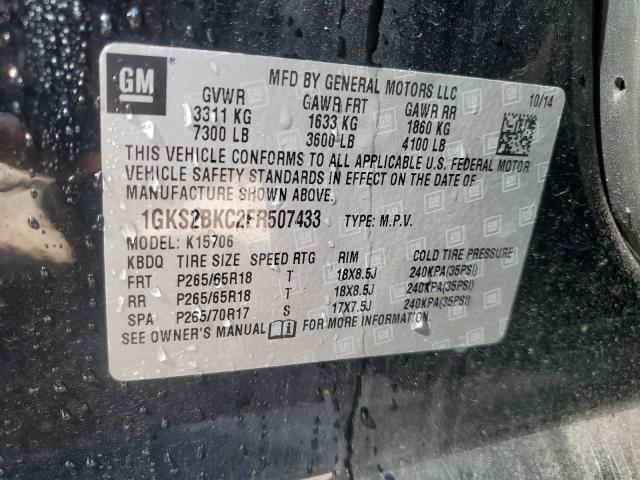 GM
MFD BY GENERAL MOTORS LLC
10/14
GVWR GAWR FRT GAWR RR
3311 KG 1633 KG 1860 KG
7300 LB 3600 LB 4100 LB
THIS VEHICLE CONFORMS TO ALL APPLICABLE U.S. FEDERAL MOTOR
VEHICLE SAFETY STANDARDS IN EFFECT ON THE DATE OF
MANUFACTURE SHOWN ABOVE.
1GKS2BKC2FR507433 TYPE: M.P.V.
MODEL: K15706
KBDQ TIRE SIZE SPEED RTG RIM COLD TIRE PRESSURE
FRT P265/65R18 T 18X8.5J 240KPA(35PSI)
RR P265/65R18 T 18X8.5J 240KPA(35PSI)
SPA P265/70R17 S 17X7.5J 240KPA(35PSI)
SEE OWNER'S MANUAL FOR MORE INFORMATION.